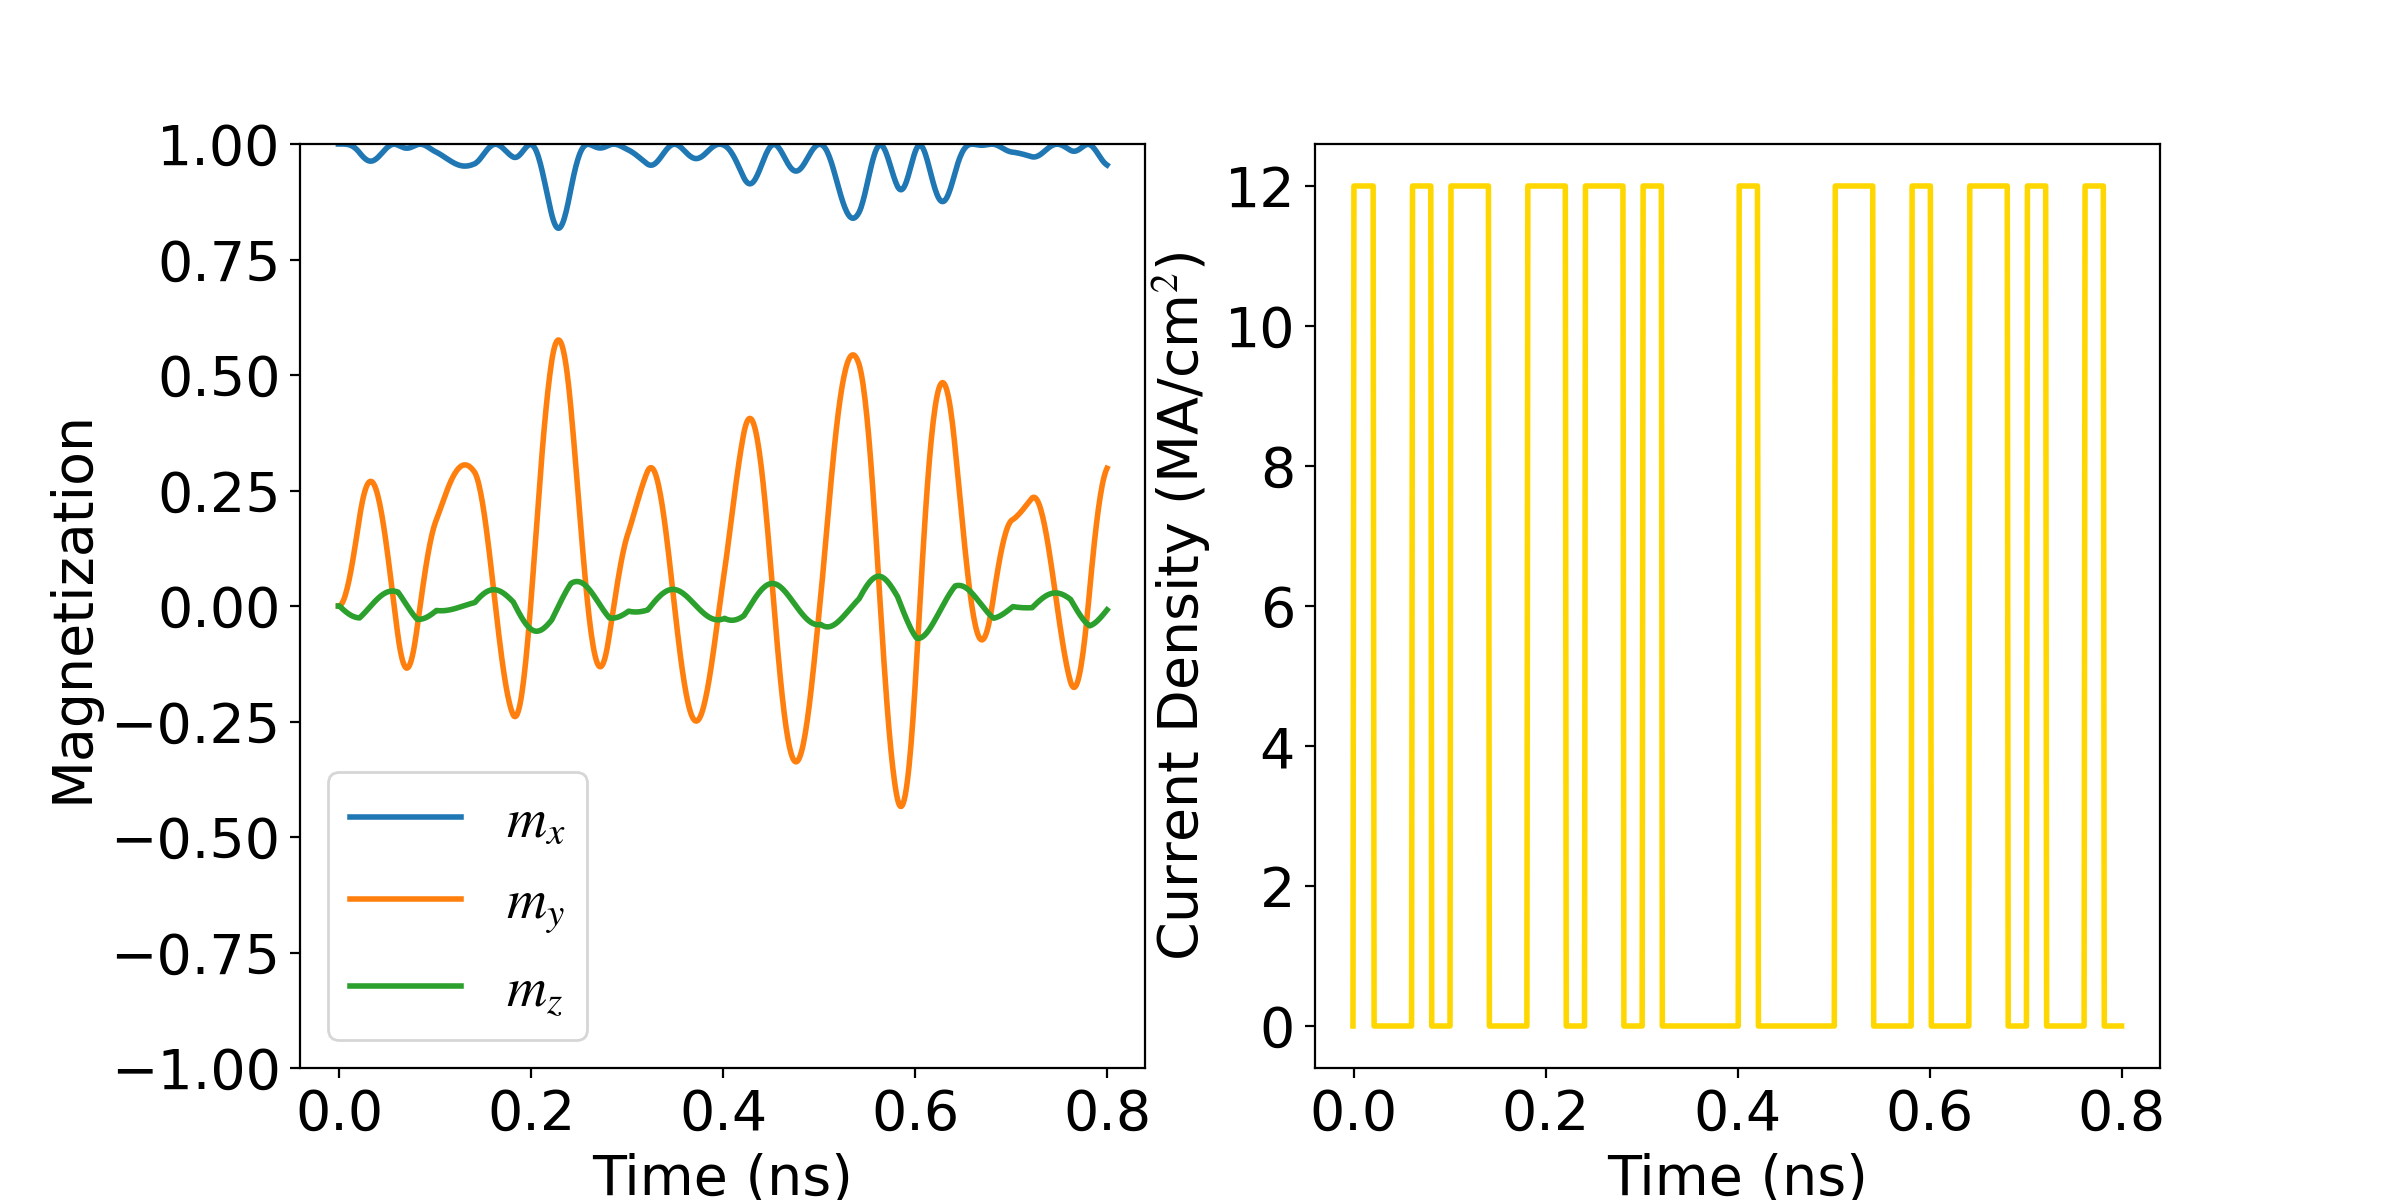 Magnetization
1.00
0.75
0.50
0.25
0.00
−0.25
−0.50
−0.75
−1.00
m_x
m_y
m_z
0.0 0.2 0.4 0.6 0.8
Time (ns)
Current Density (MA/cm²)
12
10
8
6
4
2
0
0.0 0.2 0.4 0.6 0.8
Time (ns)